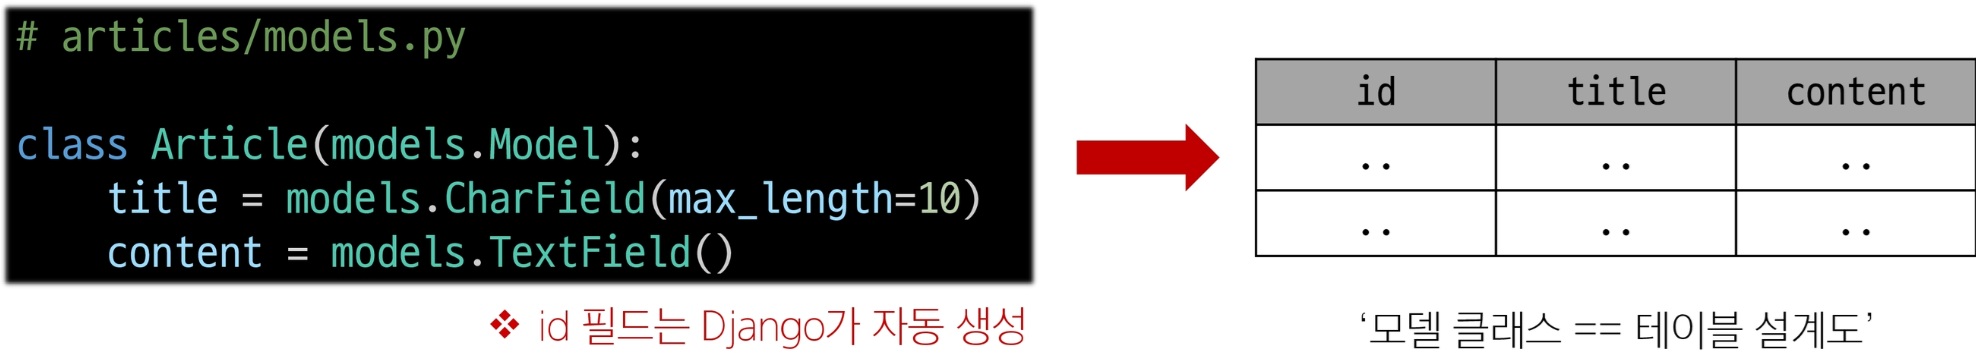 # articles/models.py
class Article(models.Model):
    title = models.CharField(max_length=10)
    content = models.TextField()
❖ id 필드는 Django가 자동 생성
id title content
.. .. ..
.. .. ..
‘모델 클래스 == 테이블 설계도’